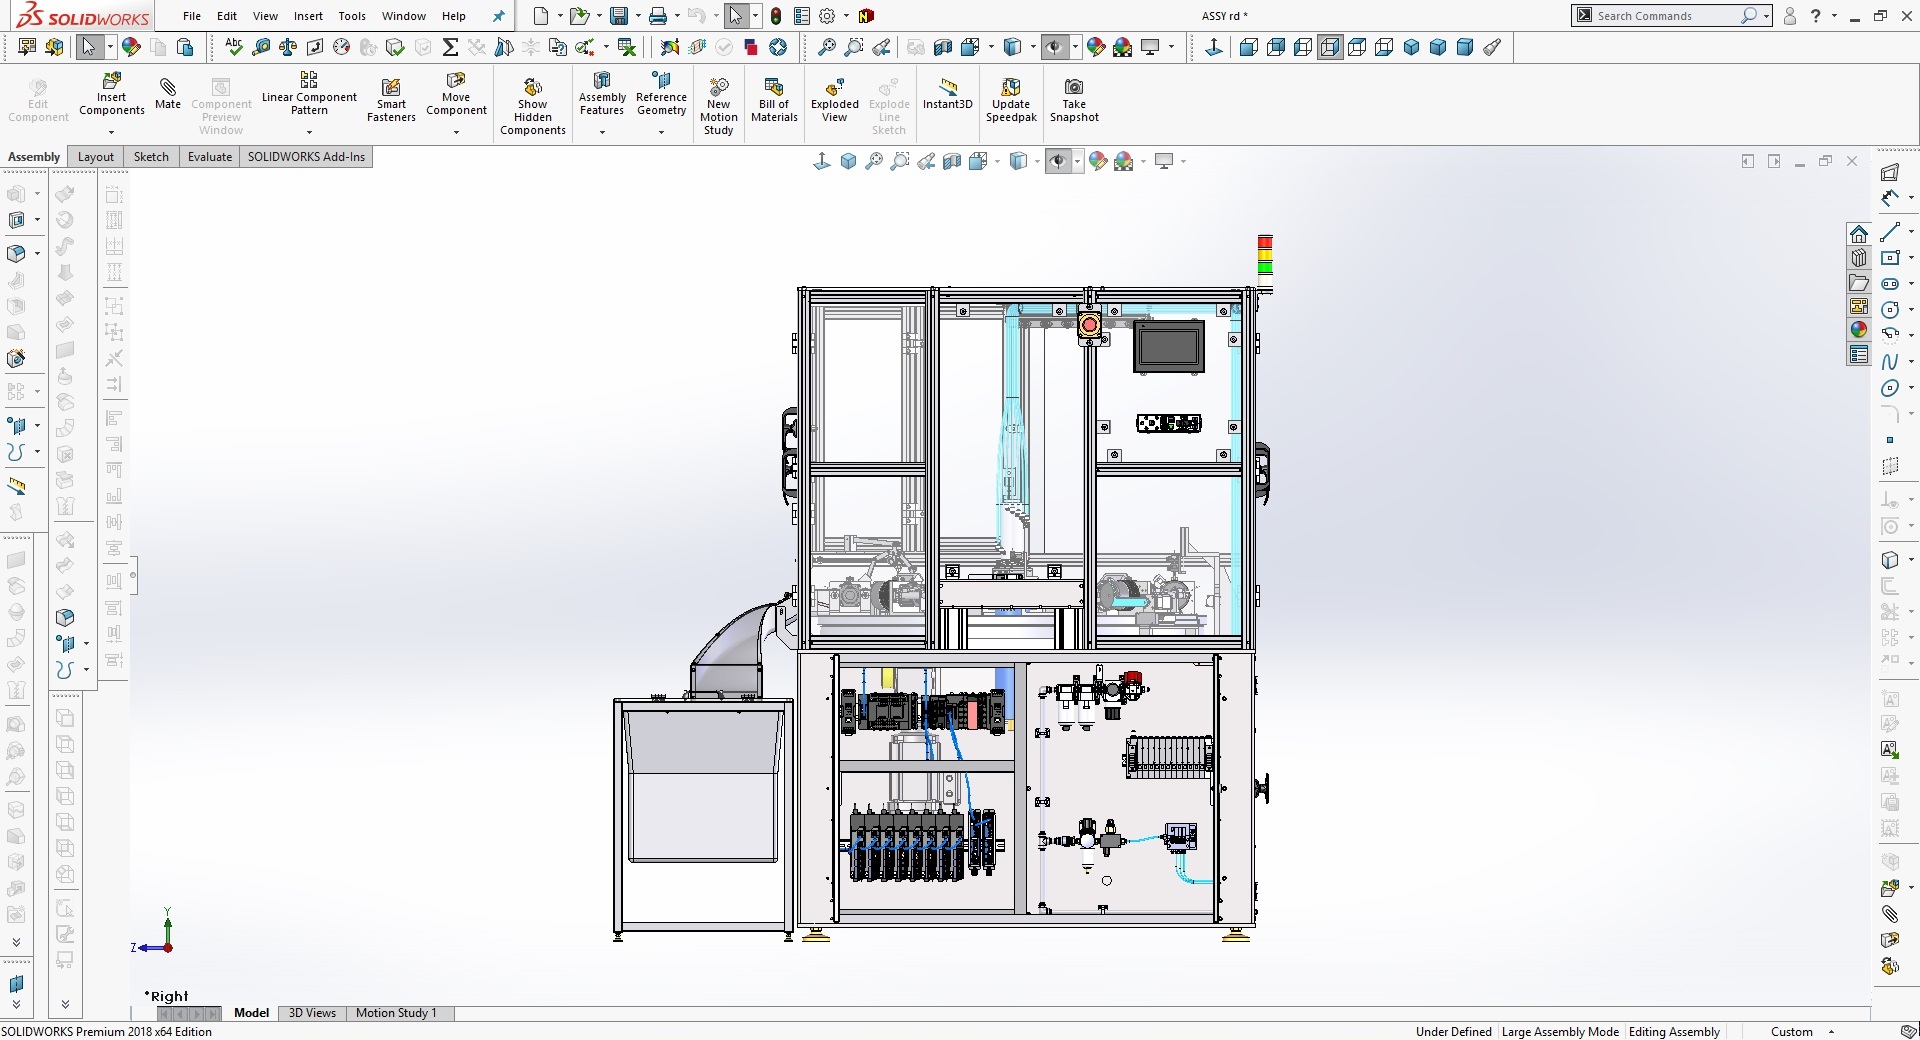 SOLIDWORKS
File Edit View Insert Tools Window Help
ASSY rd *
Search Commands
Edit Component
Insert Components
Mate
Component Preview Window
Linear Component Pattern
Smart Fasteners
Move Component
Show Hidden Components
Assembly Features
Reference Geometry
New Motion Study
Bill of Materials
Exploded View
Explode Line Sketch
Instant3D
Update Speedpak
Take Snapshot
Assembly Layout Sketch Evaluate SOLIDWORKS Add-Ins
Y
Z
*Right
Model 3D Views Motion Study 1
SOLIDWORKS Premium 2018 x64 Edition
Under Defined Large Assembly Mode Editing Assembly Custom